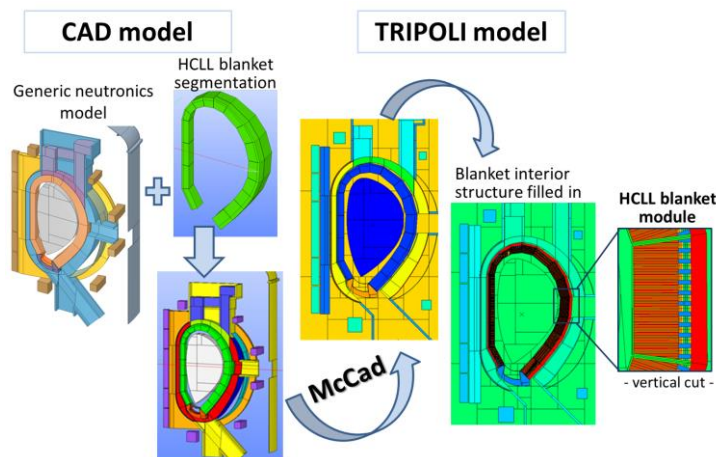 CAD model
TRIPOLI model
Generic neutronics
model
HCLL blanket
segmentation
McCad
Blanket interior
structure filled in
HCLL blanket
module
- vertical cut -